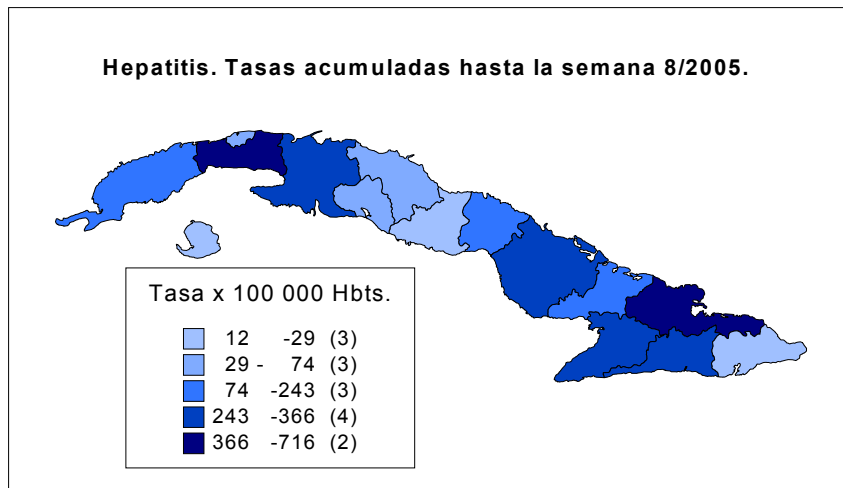 Hepatitis. Tasas acumuladas hasta la semana 8/2005.
Tasa x 100 000 Hbts.
12 -29 (3)
29 - 74 (3)
74 -243 (3)
243 -366 (4)
366 -716 (2)